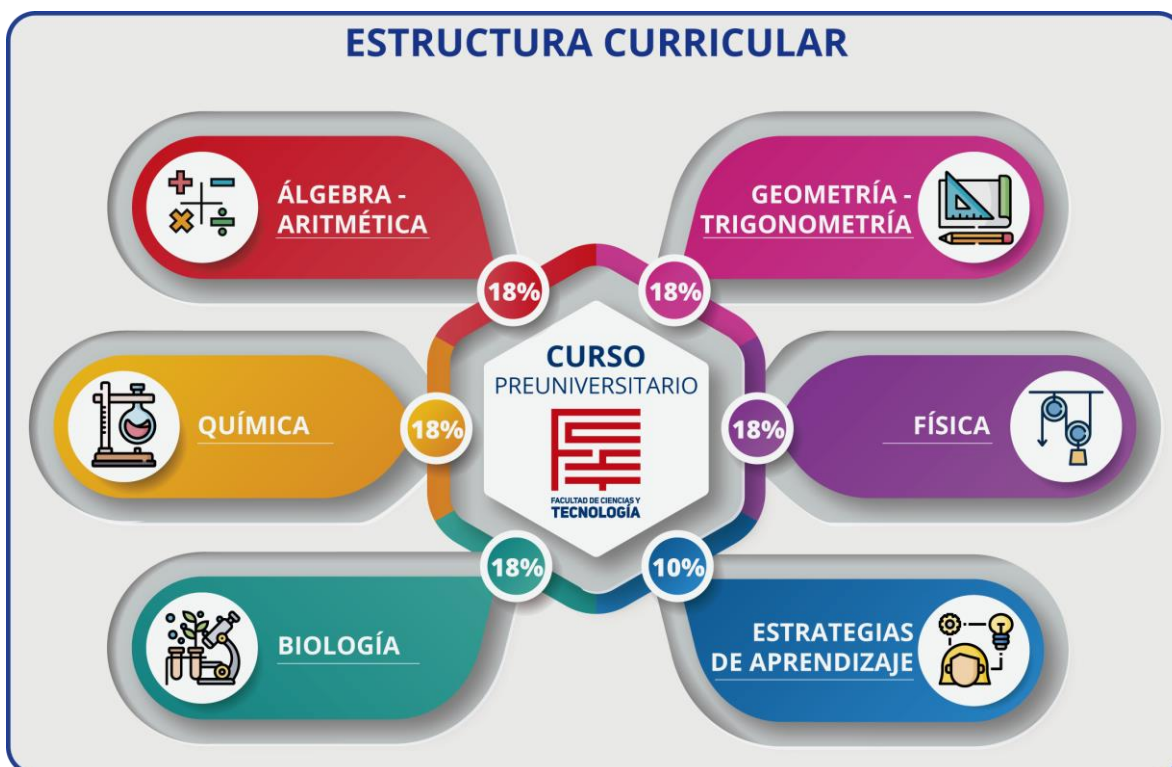 ESTRUCTURA CURRICULAR
ÁLGEBRA -
ARITMÉTICA
18%
GEOMETRÍA -
TRIGONOMETRÍA
18%
QUÍMICA
18%
CURSO
PREUNIVERSITARIO
FACULTAD DE CIENCIAS Y
TECNOLOGÍA
18%
FÍSICA
BIOLOGÍA
18%
10%
ESTRATEGIAS
DE APRENDIZAJE